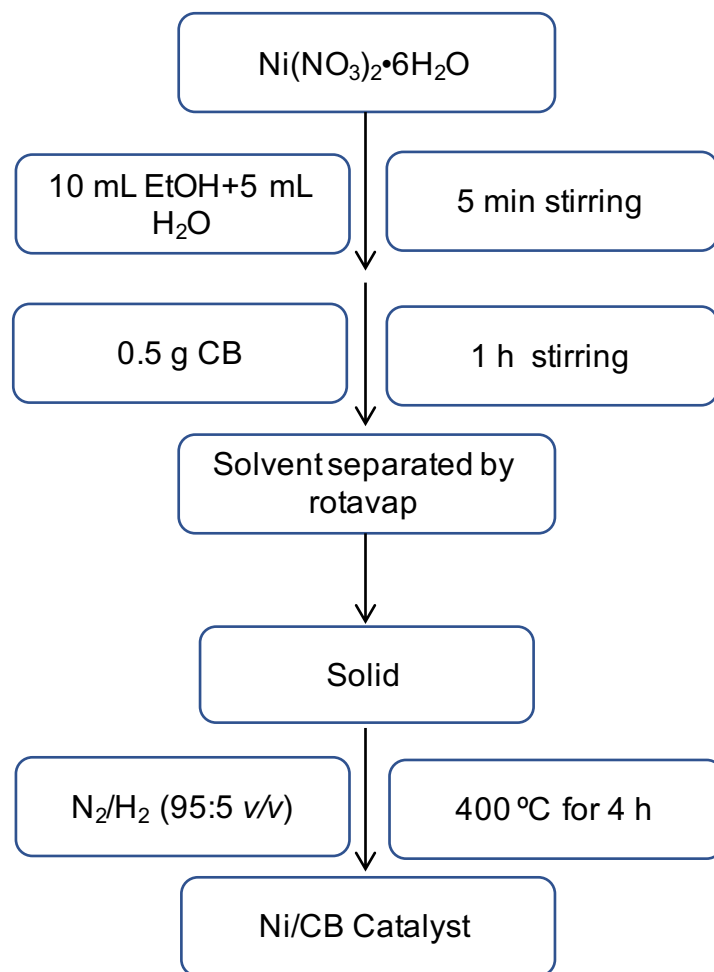 Ni(NO₃)₂•6H₂O
10 mL EtOH+5 mL
H₂O
5 min stirring
0.5 g CB
1 h stirring
Solvent separated by
rotavap
Solid
N₂/H₂ (95:5 v/v)
400 ºC for 4 h
Ni/CB Catalyst